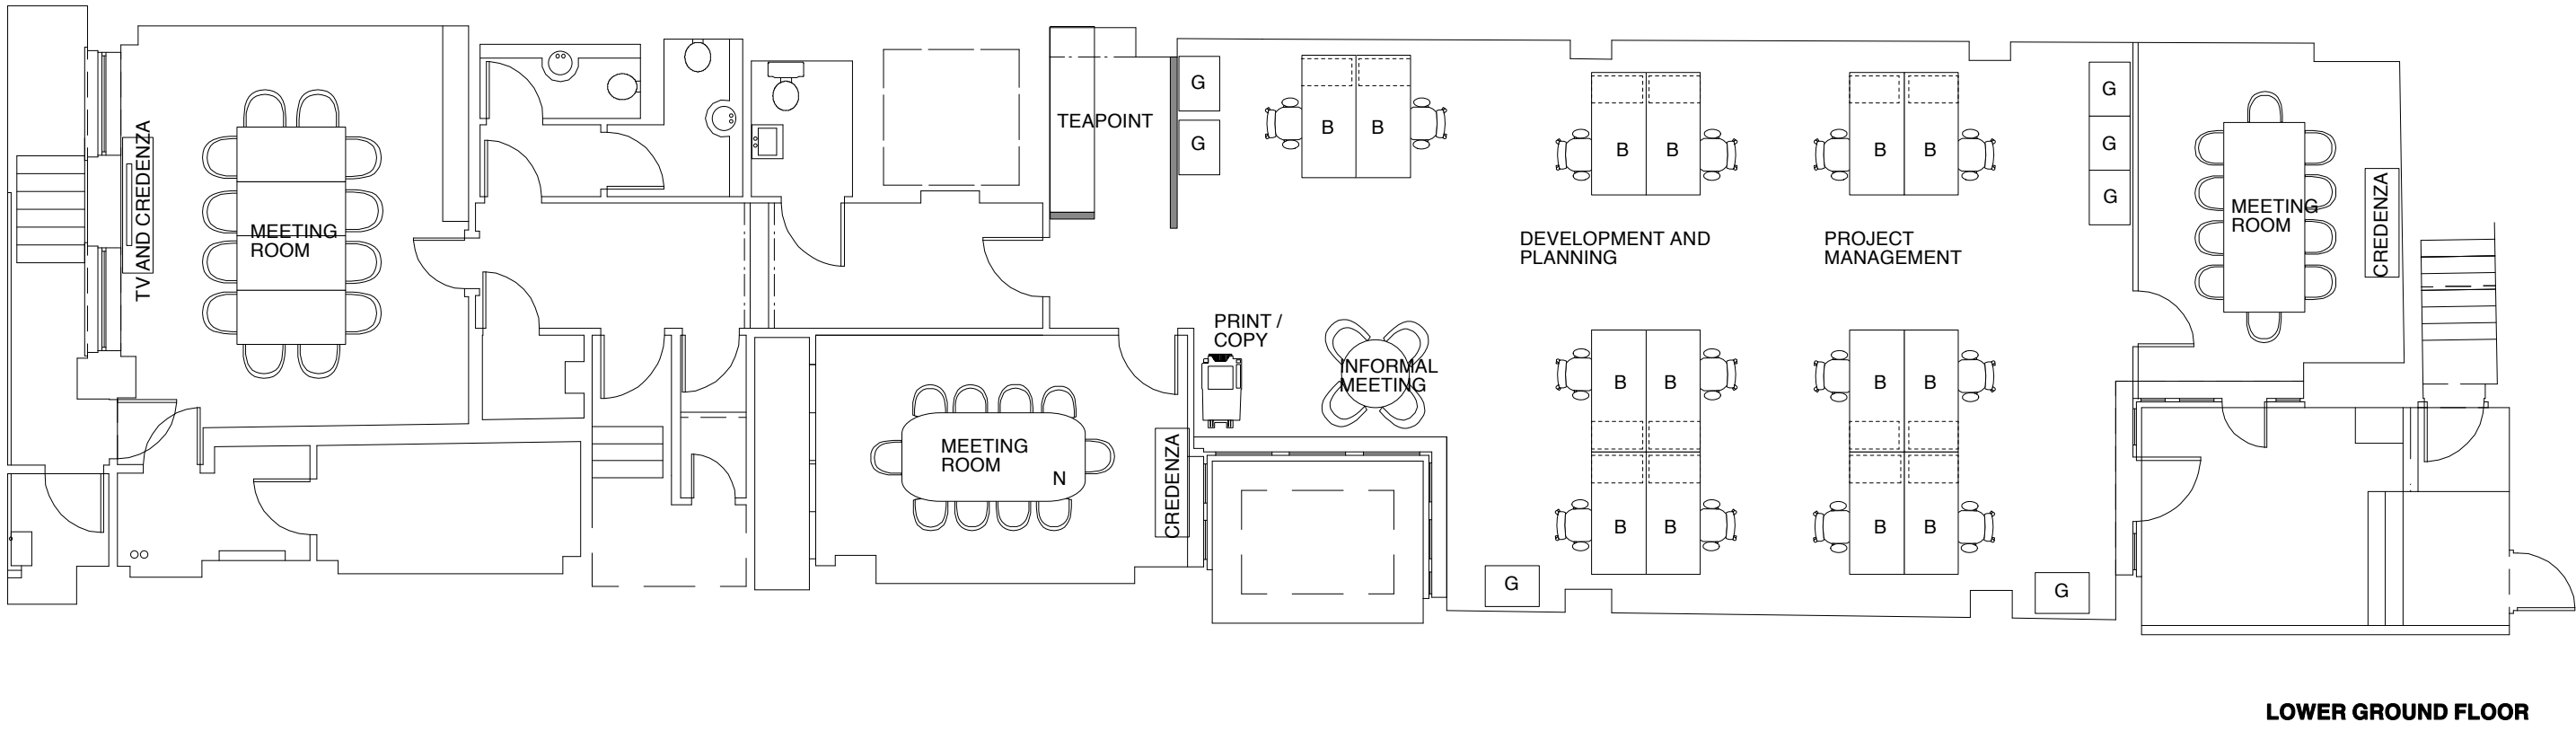 TV AND CREDENZA
MEETING
ROOM
TEAPOINT
G
G
B B
B B
B B
G
G
G
MEETING
ROOM
CREDENZA
DEVELOPMENT AND
PLANNING
PROJECT
MANAGEMENT
PRINT /
COPY
INFORMAL
MEETING
MEETING
ROOM
N
CREDENZA
B B
B B
B B
B B
G
G
LOWER GROUND FLOOR